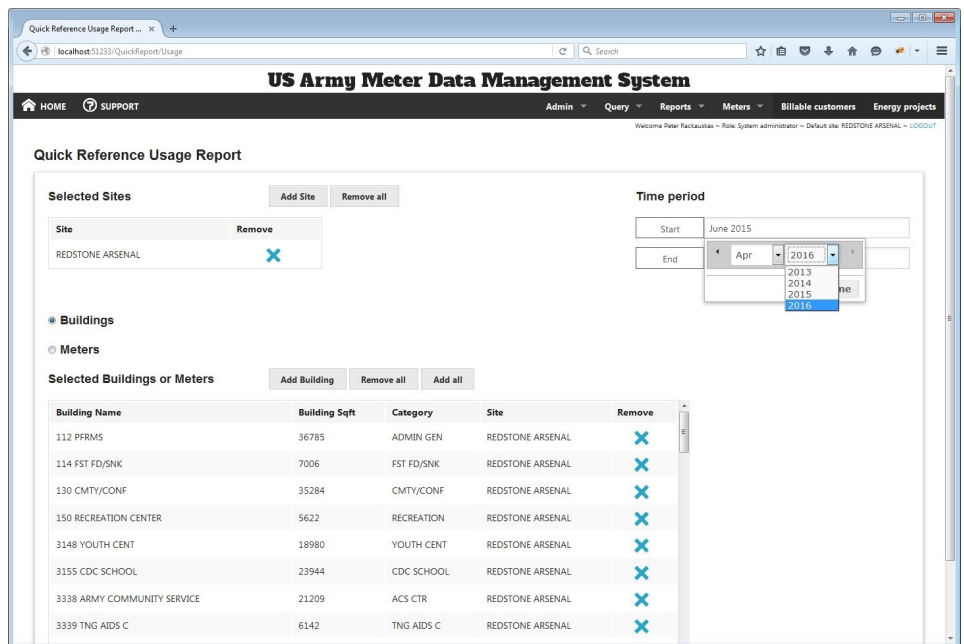 Quick Reference Usage Report ...
localhost:51233/QuickReport/Usage
Search
US Army Meter Data Management System
HOME SUPPORT Admin Query Reports Meters Billable customers Energy projects
Welcome Peter Rackauskas ~ Role: System administrator ~ Default site: REDSTONE ARSENAL ~ LOGOUT
Quick Reference Usage Report
Selected Sites Add Site Remove all Time period
Site Remove Start June 2015
REDSTONE ARSENAL End Apr 2016
2013
2014
2015
2016
ne
Buildings
Meters
Selected Buildings or Meters Add Building Remove all Add all
Building Name Building Sqft Category Site Remove
112 PFRMS 36785 ADMIN GEN REDSTONE ARSENAL
114 FST FD/SNK 7006 FST FD/SNK REDSTONE ARSENAL
130 CMTY/CONF 35284 CMTY/CONF REDSTONE ARSENAL
150 RECREATION CENTER 5622 RECREATION REDSTONE ARSENAL
3148 YOUTH CENT 18980 YOUTH CENT REDSTONE ARSENAL
3155 CDC SCHOOL 23944 CDC SCHOOL REDSTONE ARSENAL
3338 ARMY COMMUNITY SERVICE 21209 ACS CTR REDSTONE ARSENAL
3339 TNG AIDS C 6142 TNG AIDS C REDSTONE ARSENAL